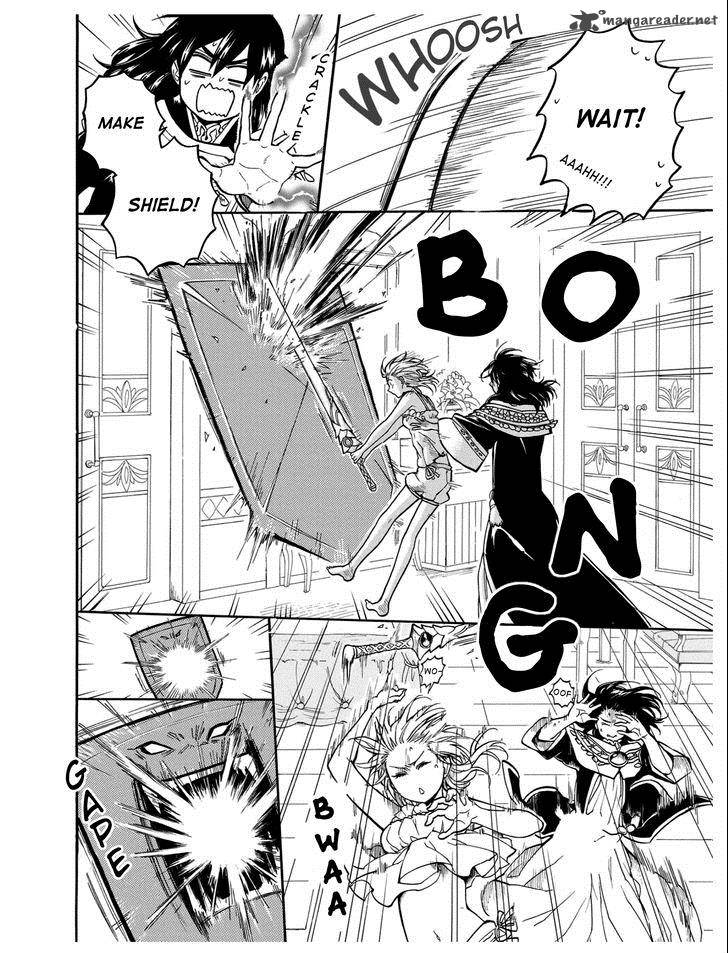 mangareader.net
WAIT!
AAAHH!!!
WHOOSH
CRACKLE
MAKE
SHIELD!
BO
N
G
WO-
OOF
BWAA
GAPE